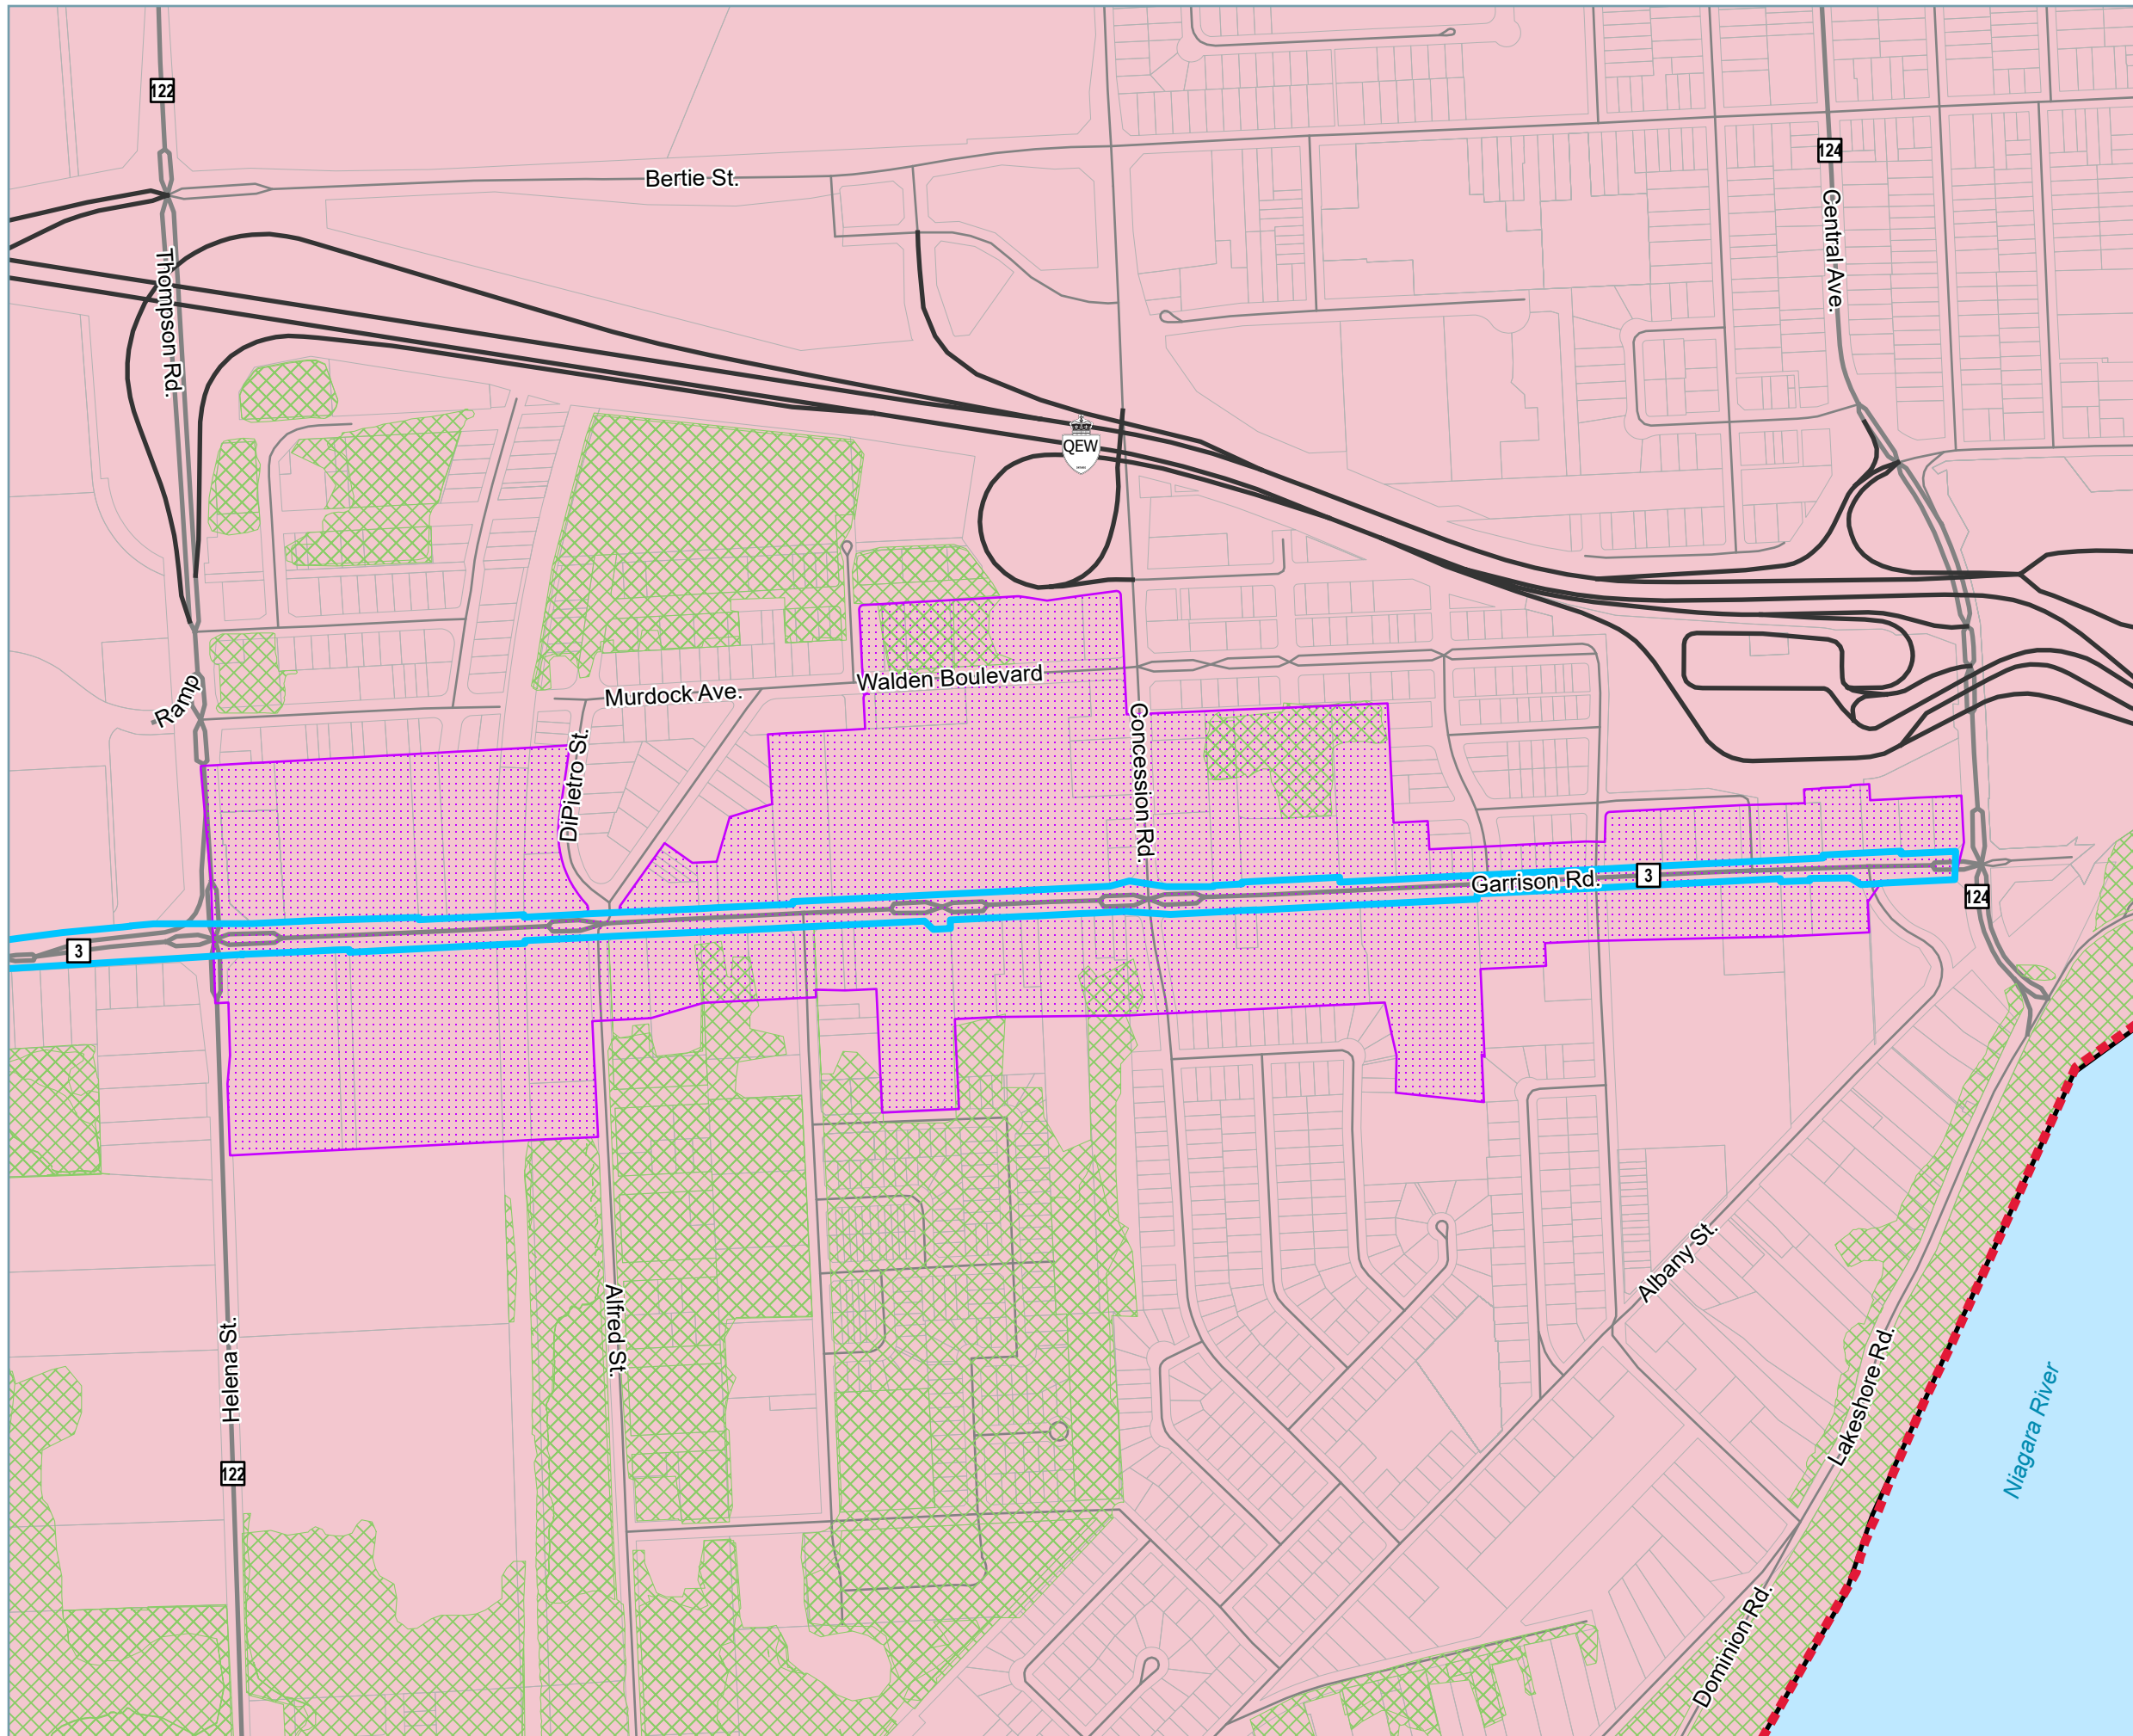 122
124
Bertie St.
Central Ave.
Thompson Rd.
QEW
Ramp
Murdock Ave.
Walden Boulevard
DiPietro St.
Concession Rd.
Garrison Rd.
3
124
3
Albany St.
Alfred St.
Helena St.
Lakeshore Rd.
Niagara River
122
Dominion Rd.